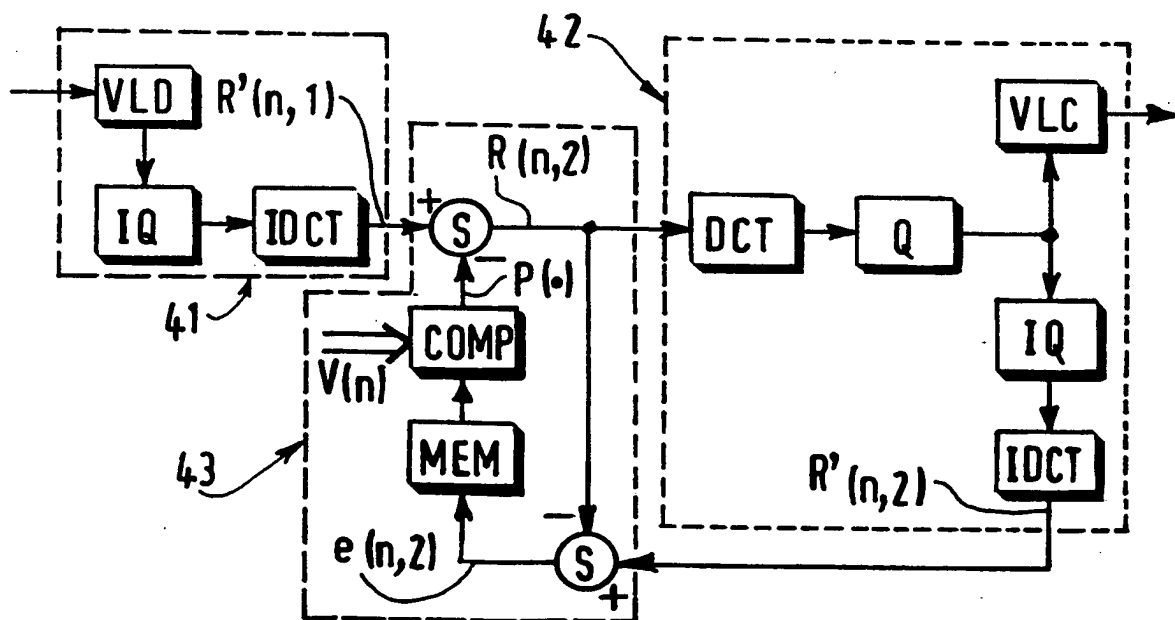 42
VLD
R'(n,1)
VLC
R(n,2)
+
IQ
IDCT
S
DCT
Q
−
P(•)
41
COMP
IQ
V(n)
MEM
IDCT
43
R'(n,2)
−
e(n,2)
S
+